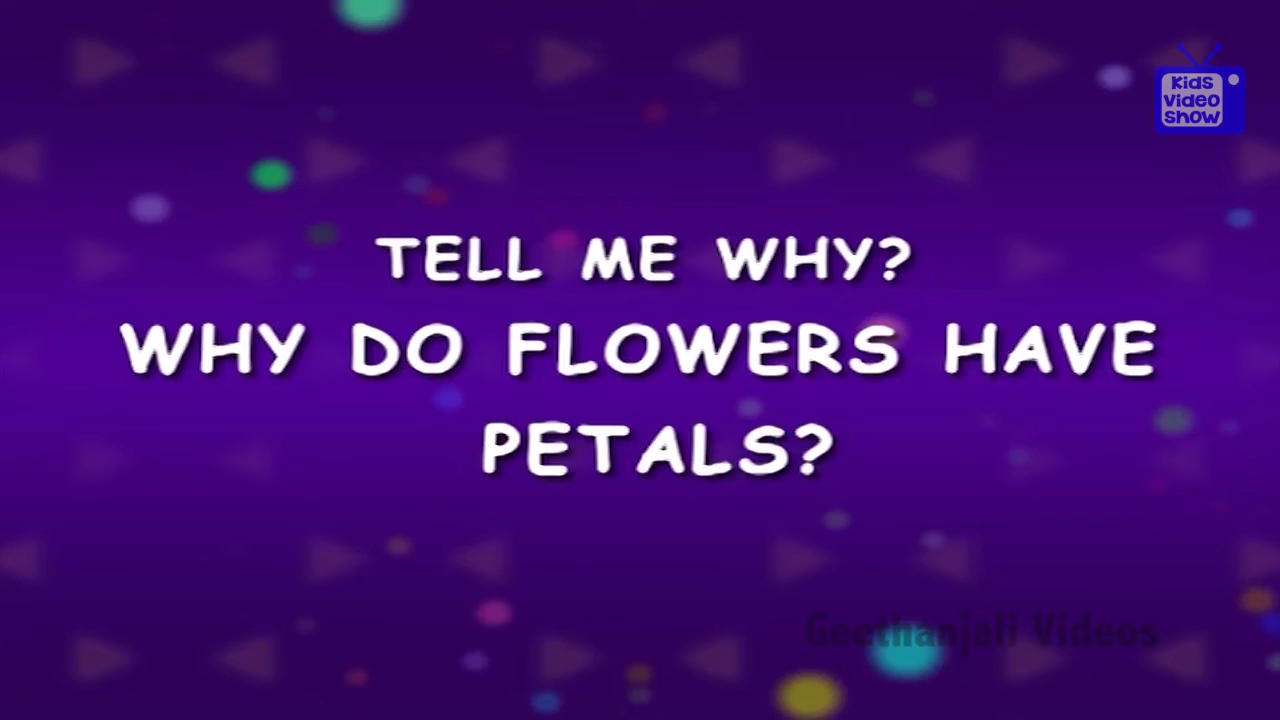 Kids
Video
Show
TELL ME WHY?
WHY DO FLOWERS HAVE
PETALS?
Geethanjali Videos